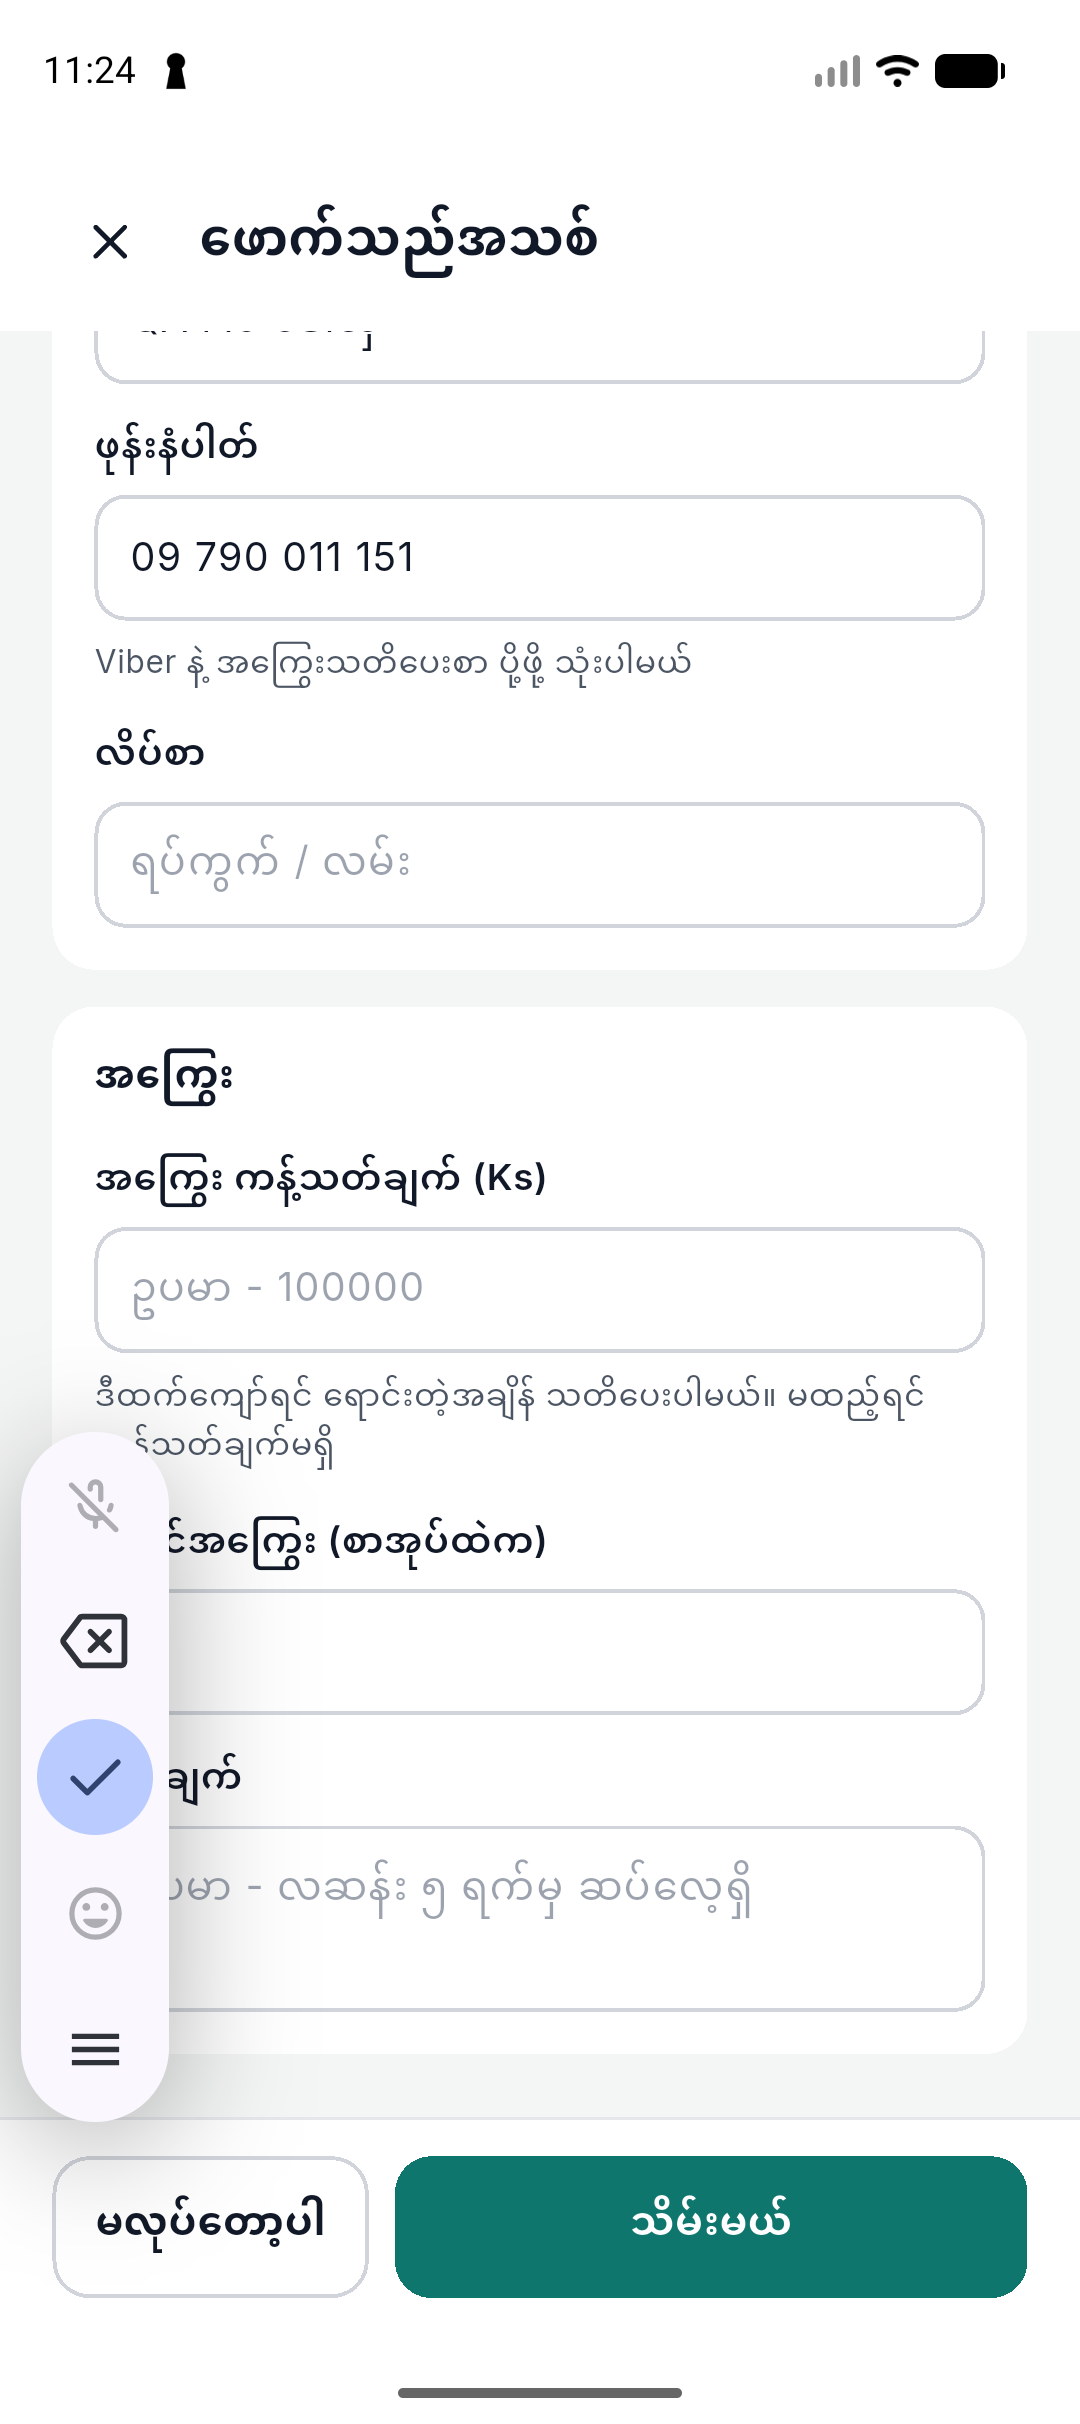 11:24
ဖောက်သည်အသစ်
ဖုန်းနံပါတ်
09 790 011 151
Viber နဲ့ အကြွေးသတိပေးစာ ပို့ဖို့ သုံးပါမယ်
လိပ်စာ
ရပ်ကွက် / လမ်း
အကြွေး
အကြွေး ကန့်သတ်ချက် (Ks)
ဥပမာ - 100000
ဒီထက်ကျော်ရင် ရောင်းတဲ့အချိန် သတိပေးပါမယ်။ မထည့်ရင်
န့်သတ်ချက်မရှိ
င်အကြွေး (စာအုပ်ထဲက)
ချက်
ပမာ - လဆန်း ၅ ရက်မှ ဆပ်လေ့ရှိ
မလုပ်တော့ပါ
သိမ်းမယ်